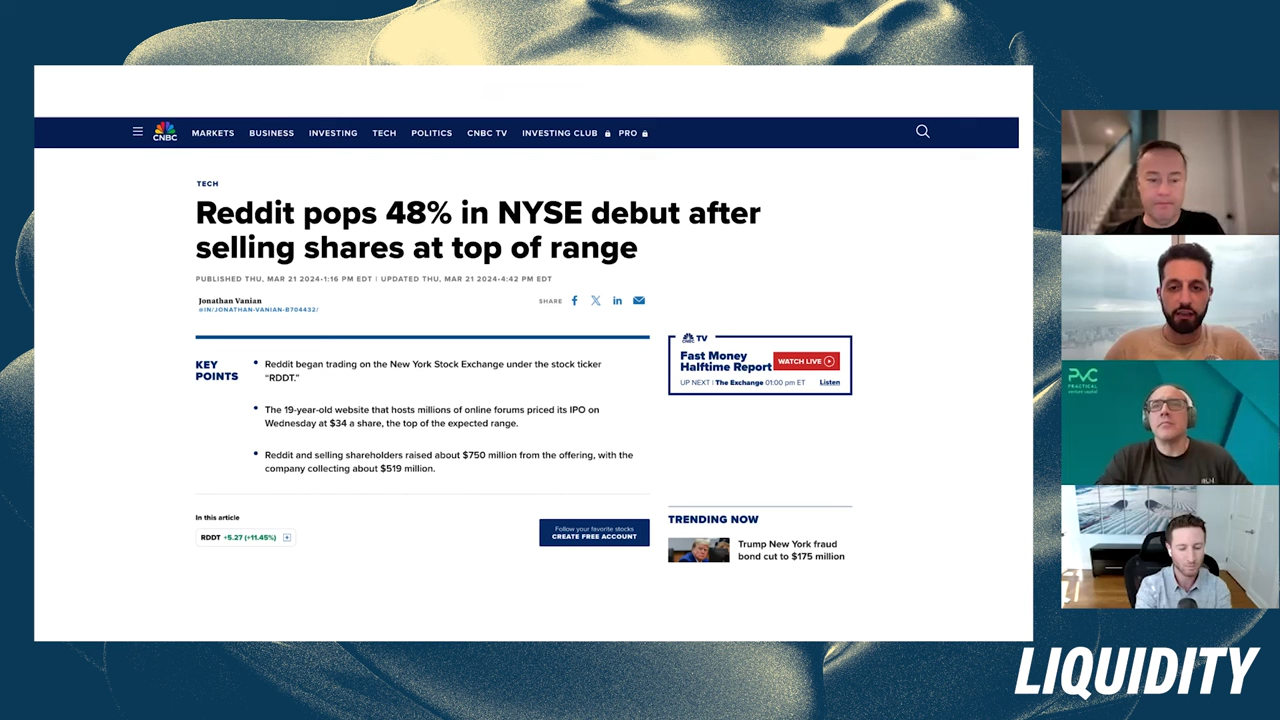 CNBC
MARKETS BUSINESS INVESTING TECH POLITICS CNBC TV INVESTING CLUB PRO
TECH
Reddit pops 48% in NYSE debut after
selling shares at top of range
PUBLISHED THU, MAR 21 2024•1:16 PM EDT | UPDATED THU, MAR 21 2024•4:42 PM EDT
Jonathan Vanian
@IN/JONATHAN-VANIAN-B704432/
SHARE
KEY
POINTS
• Reddit began trading on the New York Stock Exchange under the stock ticker
“RDDT.”
• The 19-year-old website that hosts millions of online forums priced its IPO on
Wednesday at $34 a share, the top of the expected range.
• Reddit and selling shareholders raised about $750 million from the offering, with the
company collecting about $519 million.
In this article
RDDT +5.27 (+11.45%)
Follow your favorite stocks
CREATE FREE ACCOUNT
TV
Fast Money
Halftime Report
WATCH LIVE
UP NEXT | The Exchange 01:00 pm ET
Listen
TRENDING NOW
Trump New York fraud
bond cut to $175 million
PVC
PRACTICAL
venture capital
LIQUIDITY